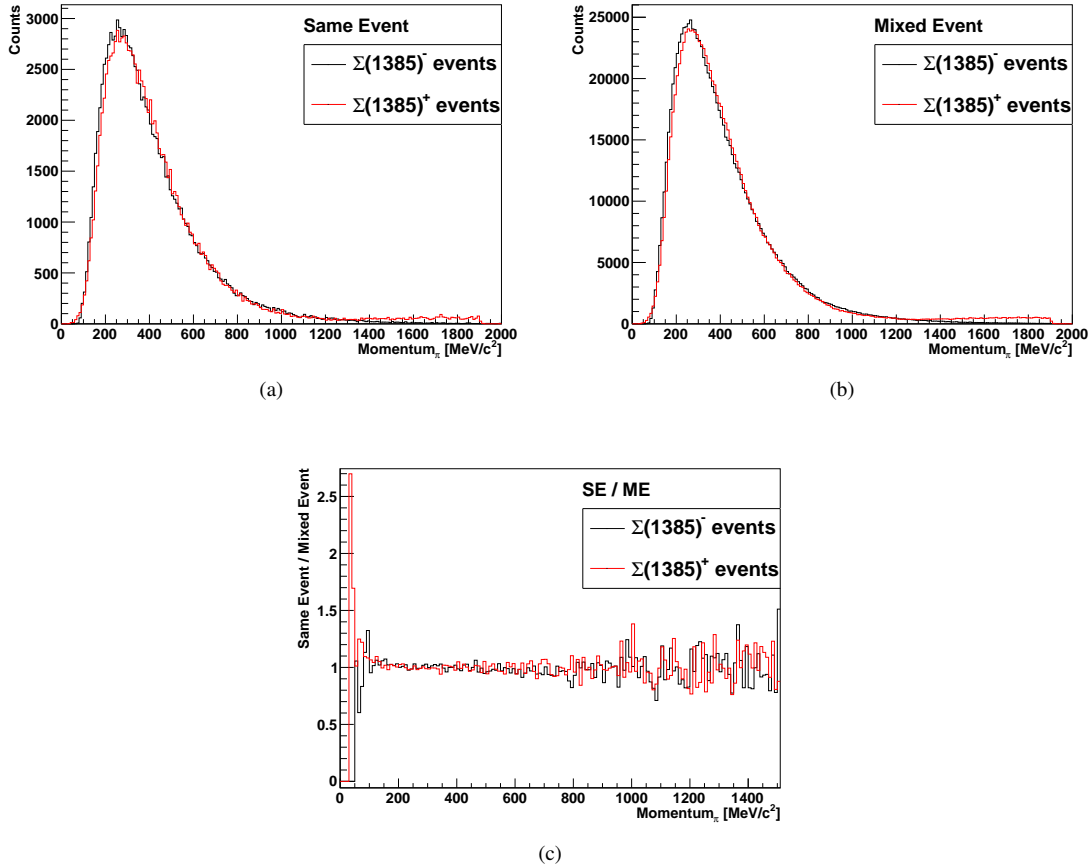 Counts
3000
2500
2000
1500
1000
500
0
Same Event
Σ(1385)⁻ events
Σ(1385)⁺ events
0 200 400 600 800 1000 1200 1400 1600 1800 2000
Momentum_π [MeV/c²]
(a)
Counts
25000
20000
15000
10000
5000
0
Mixed Event
Σ(1385)⁻ events
Σ(1385)⁺ events
0 200 400 600 800 1000 1200 1400 1600 1800 2000
Momentum_π [MeV/c²]
(b)
Same Event / Mixed Event
2.5
2
1.5
1
0.5
0
SE / ME
Σ(1385)⁻ events
Σ(1385)⁺ events
0 200 400 600 800 1000 1200 1400
Momentum_π [MeV/c²]
(c)